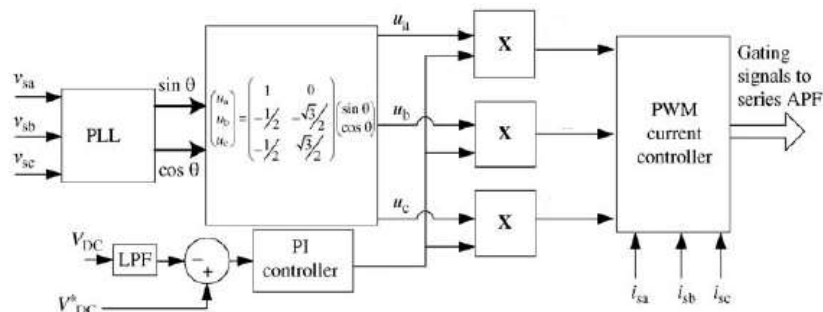 v_sa
v_sb
v_sc
PLL
sin θ
cos θ
(u_a u_b u_c) = (1 0 -1/2 -√3/2 -1/2 √3/2) (sin θ cos θ)
u_a
u_b
u_c
X
X
X
PWM
current
controller
Gating
signals to
series APF
i_sa
i_sb
i_sc
V_DC
LPF
−
+
PI
controller
V*_DC